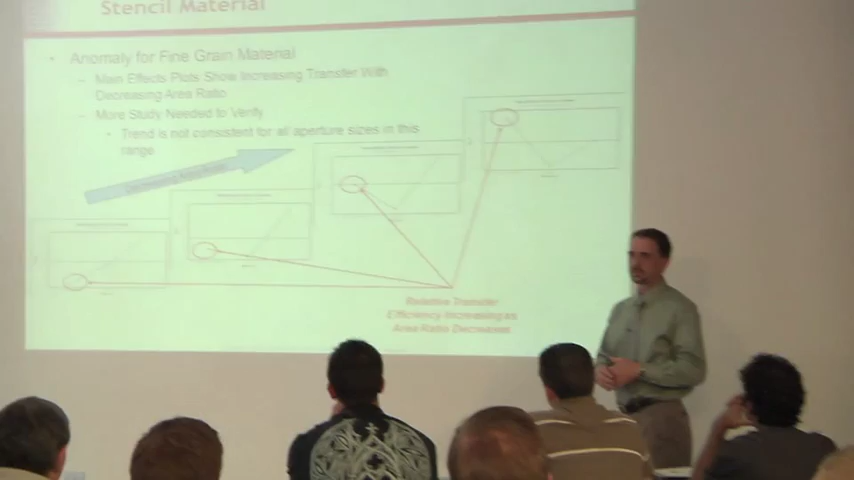 Stencil Material
• Anomaly for Fine Grain Material
– Main Effects Plots Show Increasing Transfer With
Decreasing Area Ratio
– More Study Needed to Verify
• Trend is not consistent for all aperture sizes in this
range
Relative Transfer
Efficiency Increasing as
Area Ratio Decreases